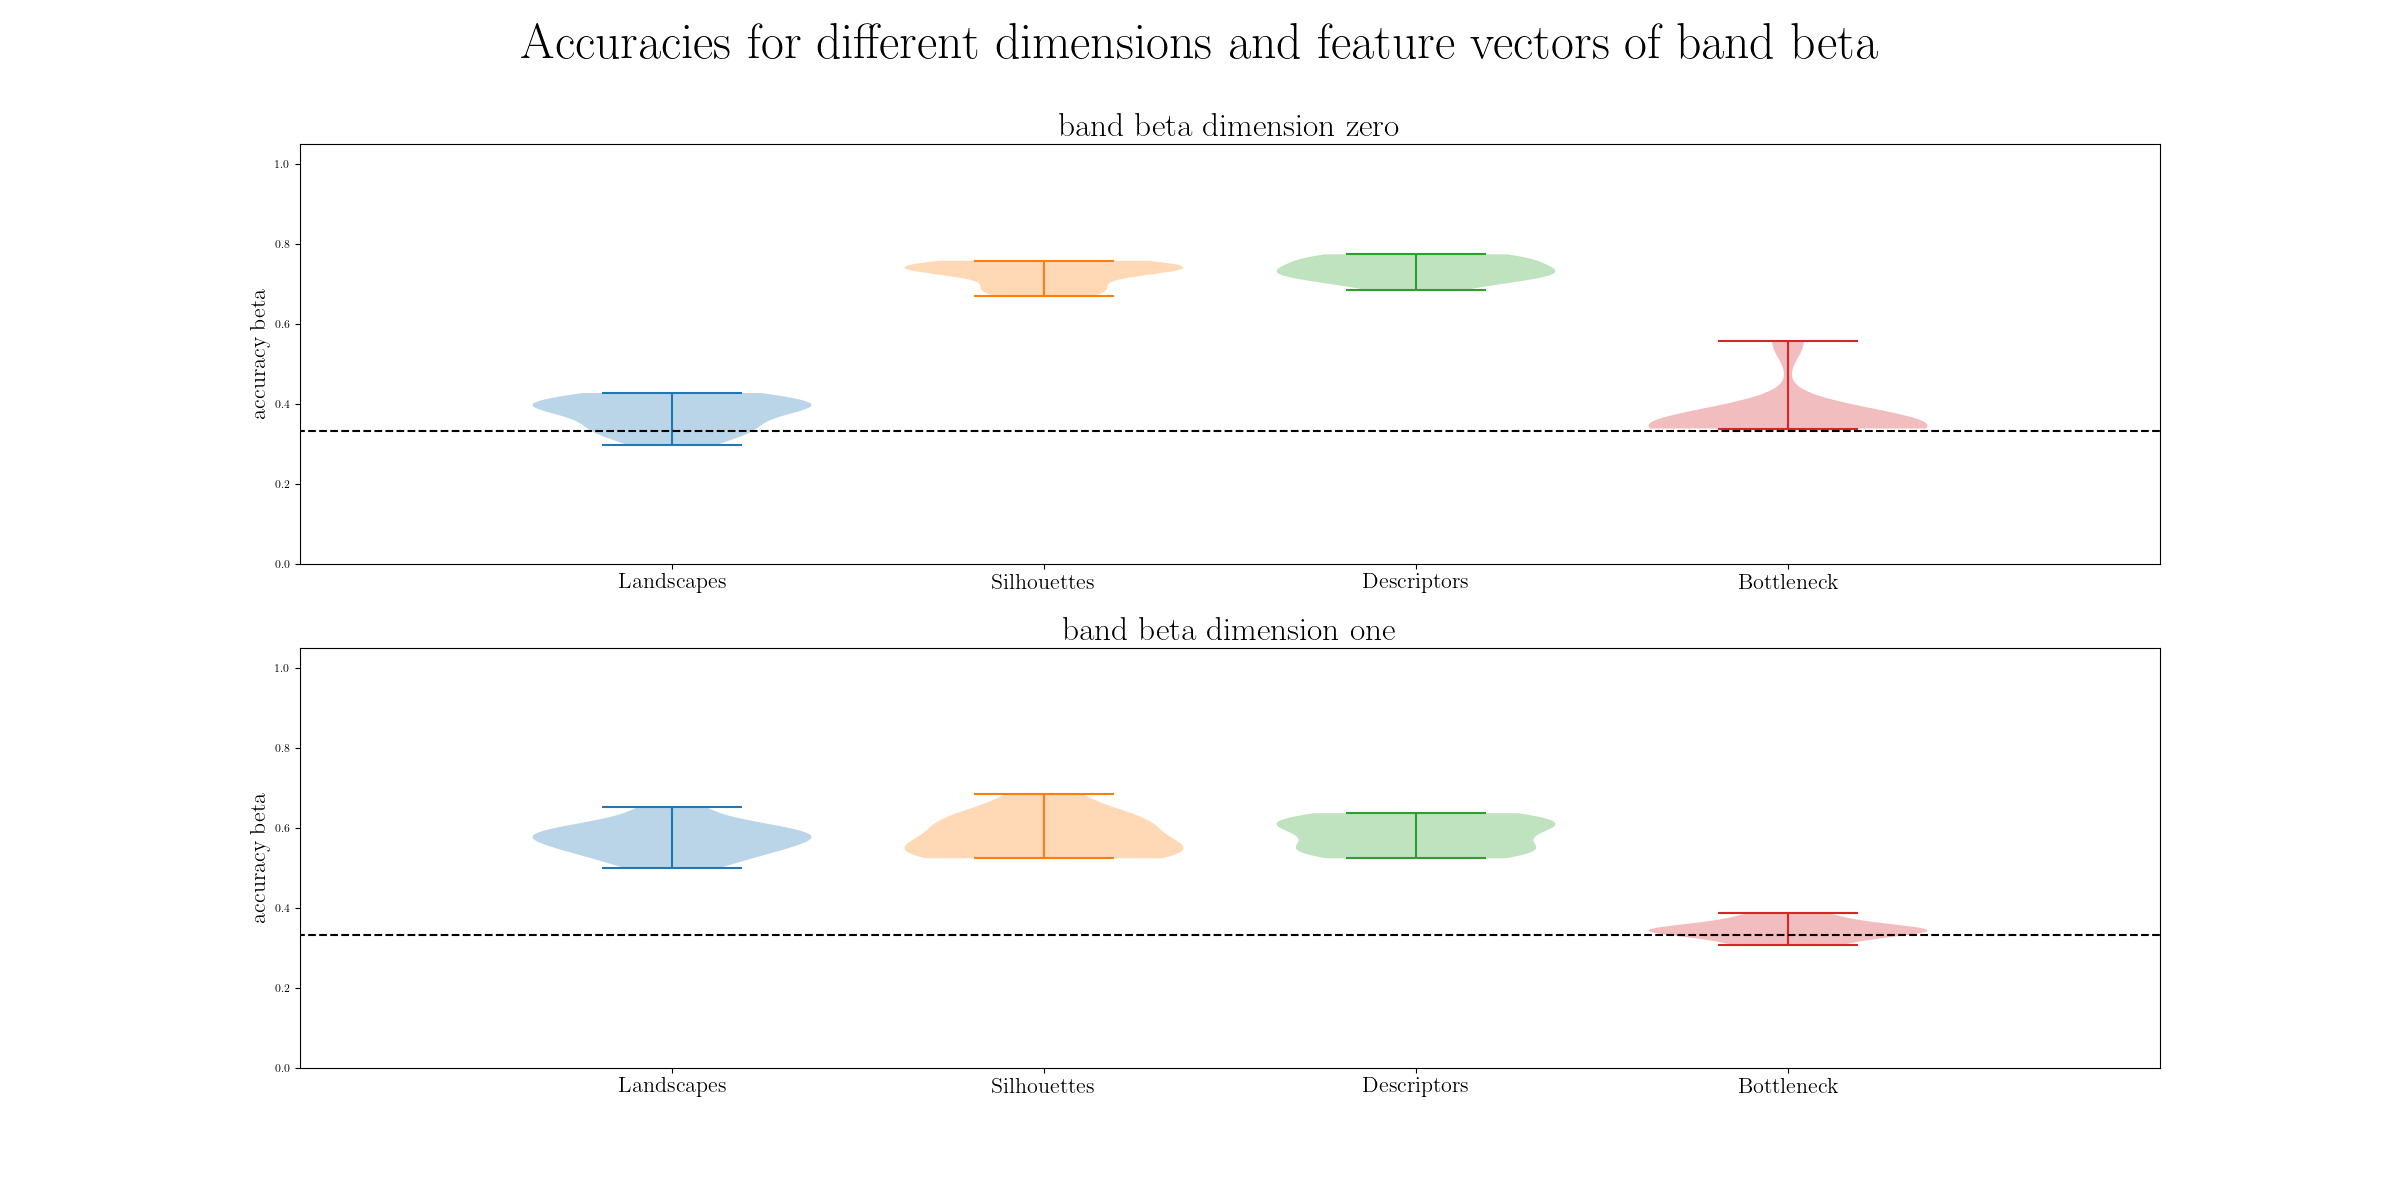 Accuracies for different dimensions and feature vectors of band beta
band beta dimension zero
1.0
0.8
0.6
0.4
0.2
0.0
accuracy beta
Landscapes Silhouettes Descriptors Bottleneck
band beta dimension one
1.0
0.8
0.6
0.4
0.2
0.0
accuracy beta
Landscapes Silhouettes Descriptors Bottleneck